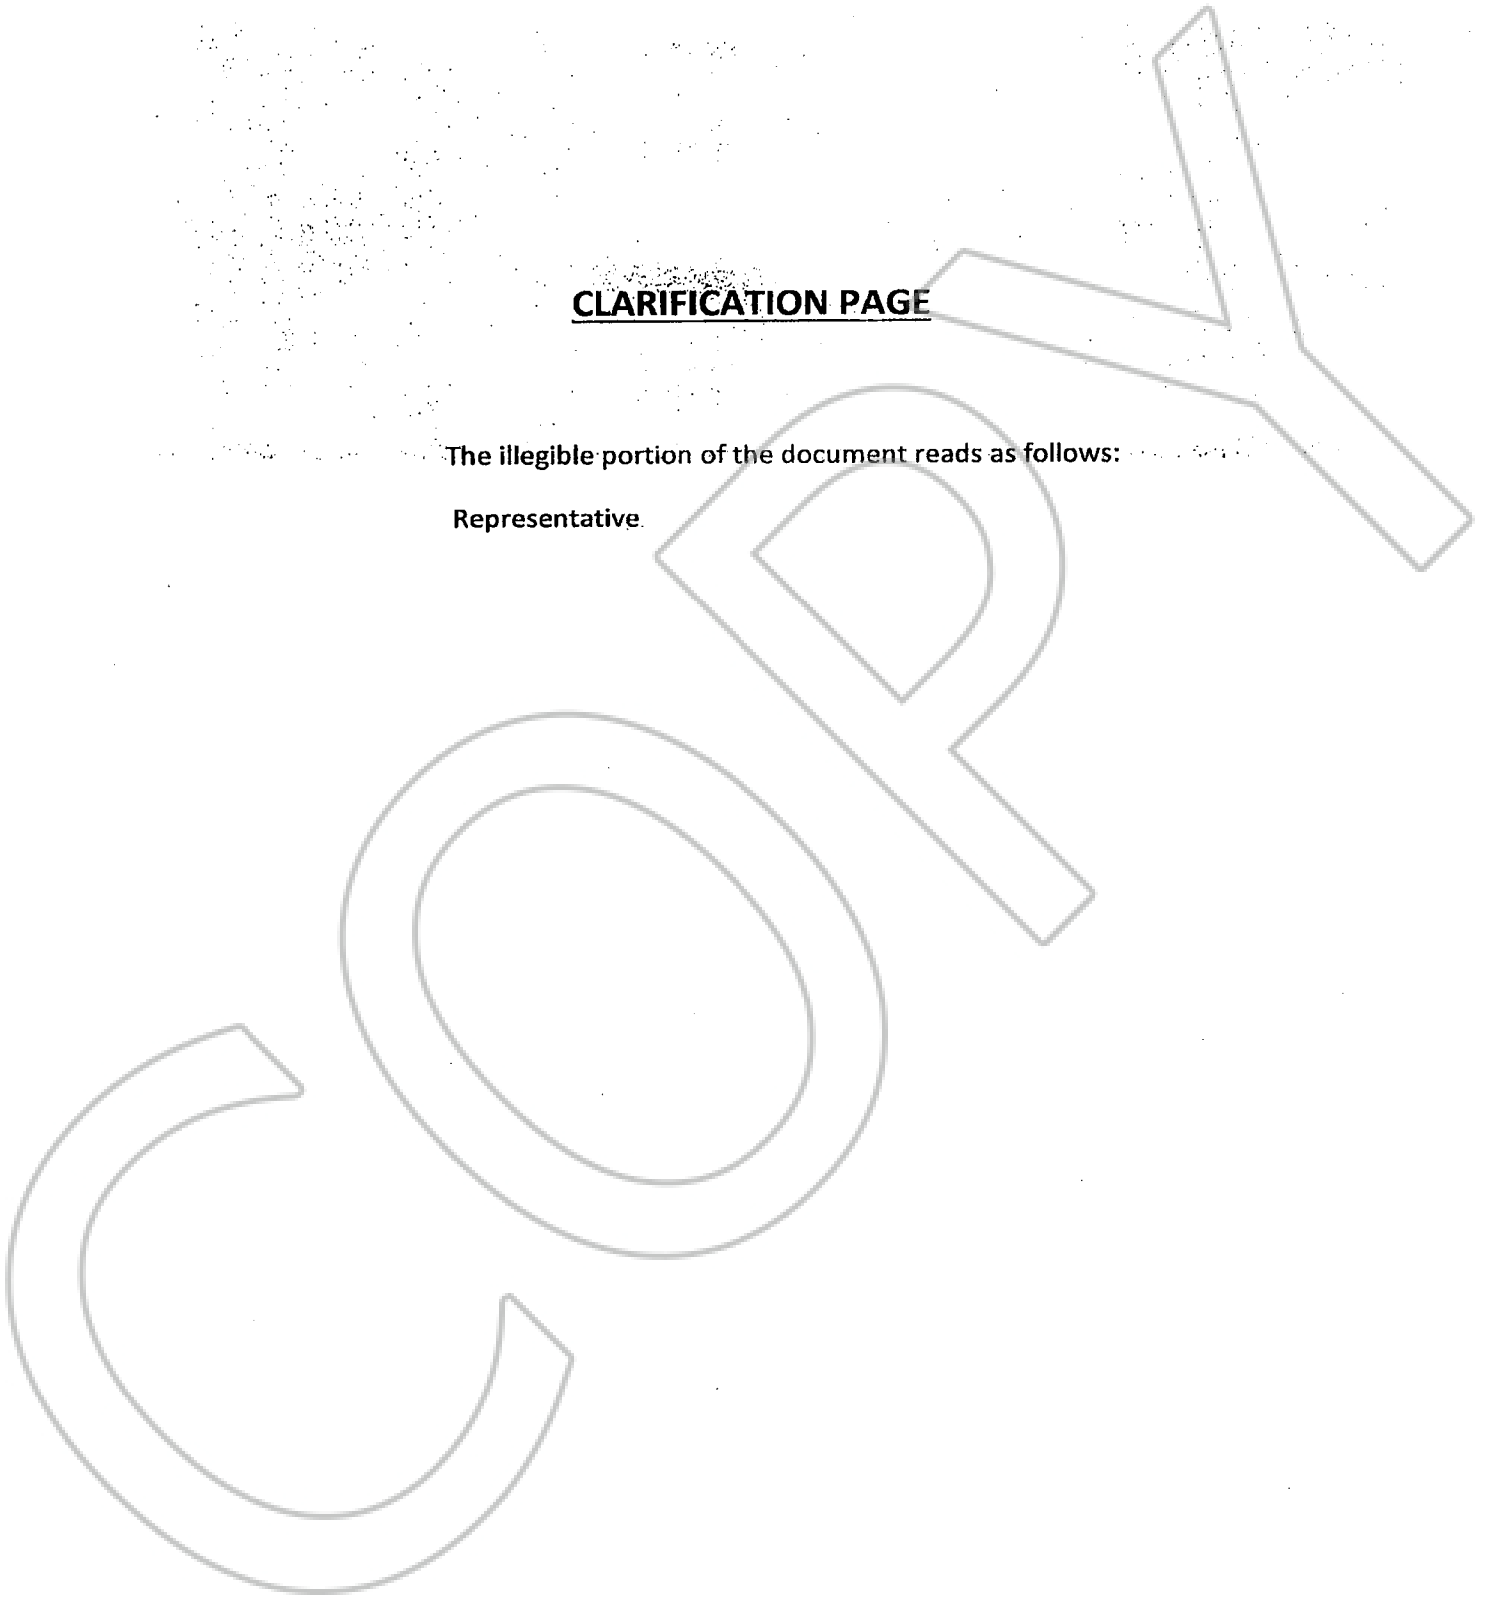 CLARIFICATION PAGE
The illegible portion of the document reads as follows:
Representative
COPY